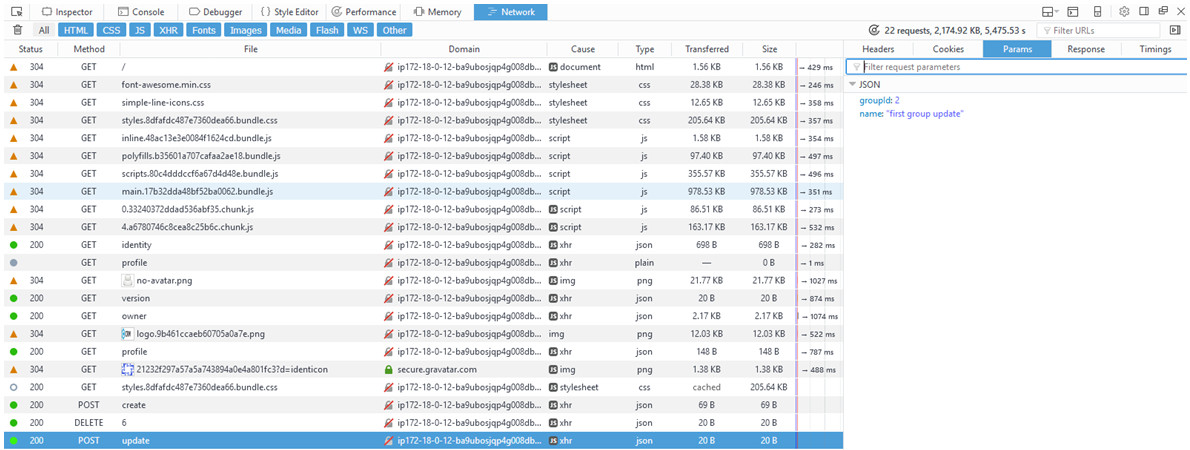 Inspector Console Debugger Style Editor Performance Memory Network
All HTML CSS JS XHR Fonts Images Media Flash WS Other 22 requests, 2,174.92 KB, 5,475.53 s Filter URLs
Status Method File Domain Cause Type Transferred Size Headers Cookies Params Response Timings
304 GET / ip172-18-0-12-ba9ubosjqp4g008db... JS document html 1.56 KB 1.56 KB → 429 ms
Filter request parameters
304 GET font-awesome.min.css ip172-18-0-12-ba9ubosjqp4g008db... stylesheet css 28.38 KB 28.38 KB → 246 ms
JSON
304 GET simple-line-icons.css ip172-18-0-12-ba9ubosjqp4g008db... stylesheet css 12.65 KB 12.65 KB → 358 ms
groupId: 2
304 GET styles.8dfafdc487e7360dea66.bundle.css ip172-18-0-12-ba9ubosjqp4g008db... stylesheet css 205.64 KB 205.64 KB → 357 ms
name: "first group update"
304 GET inline.48ac13e3e0084f1624cd.bundle.js ip172-18-0-12-ba9ubosjqp4g008db... script js 1.58 KB 1.58 KB → 354 ms
304 GET polyfills.b35601a707cafaa2ae18.bundle.js ip172-18-0-12-ba9ubosjqp4g008db... script js 97.40 KB 97.40 KB → 497 ms
304 GET scripts.80c4dddccf6a67d4d48e.bundle.js ip172-18-0-12-ba9ubosjqp4g008db... script js 355.57 KB 355.57 KB → 496 ms
304 GET main.17b32dda48bf52ba0062.bundle.js ip172-18-0-12-ba9ubosjqp4g008db... script js 978.53 KB 978.53 KB → 351 ms
304 GET 0.33240372ddad536abf35.chunk.js ip172-18-0-12-ba9ubosjqp4g008db... JS script js 86.51 KB 86.51 KB → 273 ms
304 GET 4.a6780746c8cea8c25b6c.chunk.js ip172-18-0-12-ba9ubosjqp4g008db... JS script js 163.17 KB 163.17 KB → 532 ms
200 GET identity ip172-18-0-12-ba9ubosjqp4g008db... JS xhr json 698 B 698 B → 282 ms
GET profile ip172-18-0-12-ba9ubosjqp4g008db... JS xhr plain — 0 B → 1 ms
304 GET no-avatar.png ip172-18-0-12-ba9ubosjqp4g008db... JS img png 21.77 KB 21.77 KB → 1027 ms
200 GET version ip172-18-0-12-ba9ubosjqp4g008db... JS xhr json 20 B 20 B → 874 ms
200 GET owner ip172-18-0-12-ba9ubosjqp4g008db... JS xhr json 2.17 KB 2.17 KB → 1074 ms
304 GET logo.9b461ccaeb60705a0a7e.png ip172-18-0-12-ba9ubosjqp4g008db... img png 12.03 KB 12.03 KB → 522 ms
200 GET profile ip172-18-0-12-ba9ubosjqp4g008db... JS xhr json 148 B 148 B → 787 ms
304 GET 21232f297a57a5a743894a0e4a801fc3?d=identicon secure.gravatar.com JS img png 1.38 KB 1.38 KB → 488 ms
200 GET styles.8dfafdc487e7360dea66.bundle.css ip172-18-0-12-ba9ubosjqp4g008db... JS stylesheet css cached 205.64 KB
200 POST create ip172-18-0-12-ba9ubosjqp4g008db... JS xhr json 69 B 69 B
200 DELETE 6 ip172-18-0-12-ba9ubosjqp4g008db... JS xhr json 20 B 20 B
200 POST update ip172-18-0-12-ba9ubosjqp4g008db... JS xhr json 20 B 20 B